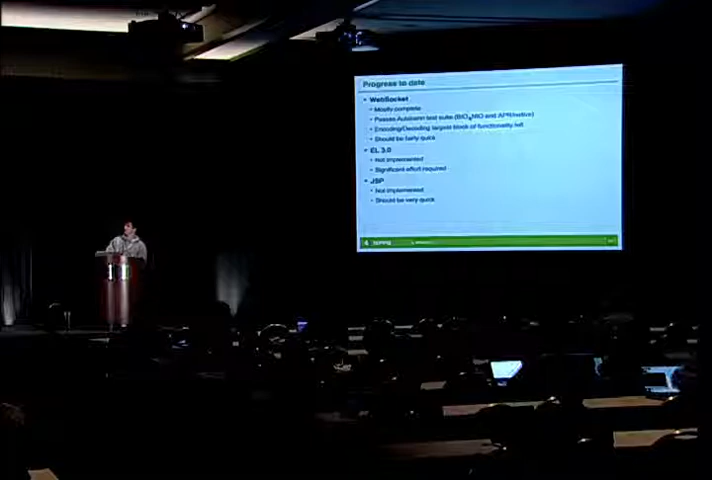 Progress to date
• WebSocket
• Mostly complete
• Passes Autobahn test suite (BIO, NIO and APR/native)
• Encoding/Decoding largest block of functionality left
• Should be fairly quick
• EL 3.0
• Not implemented
• Significant effort required
• JSP
• Not implemented
• Should be very quick
4